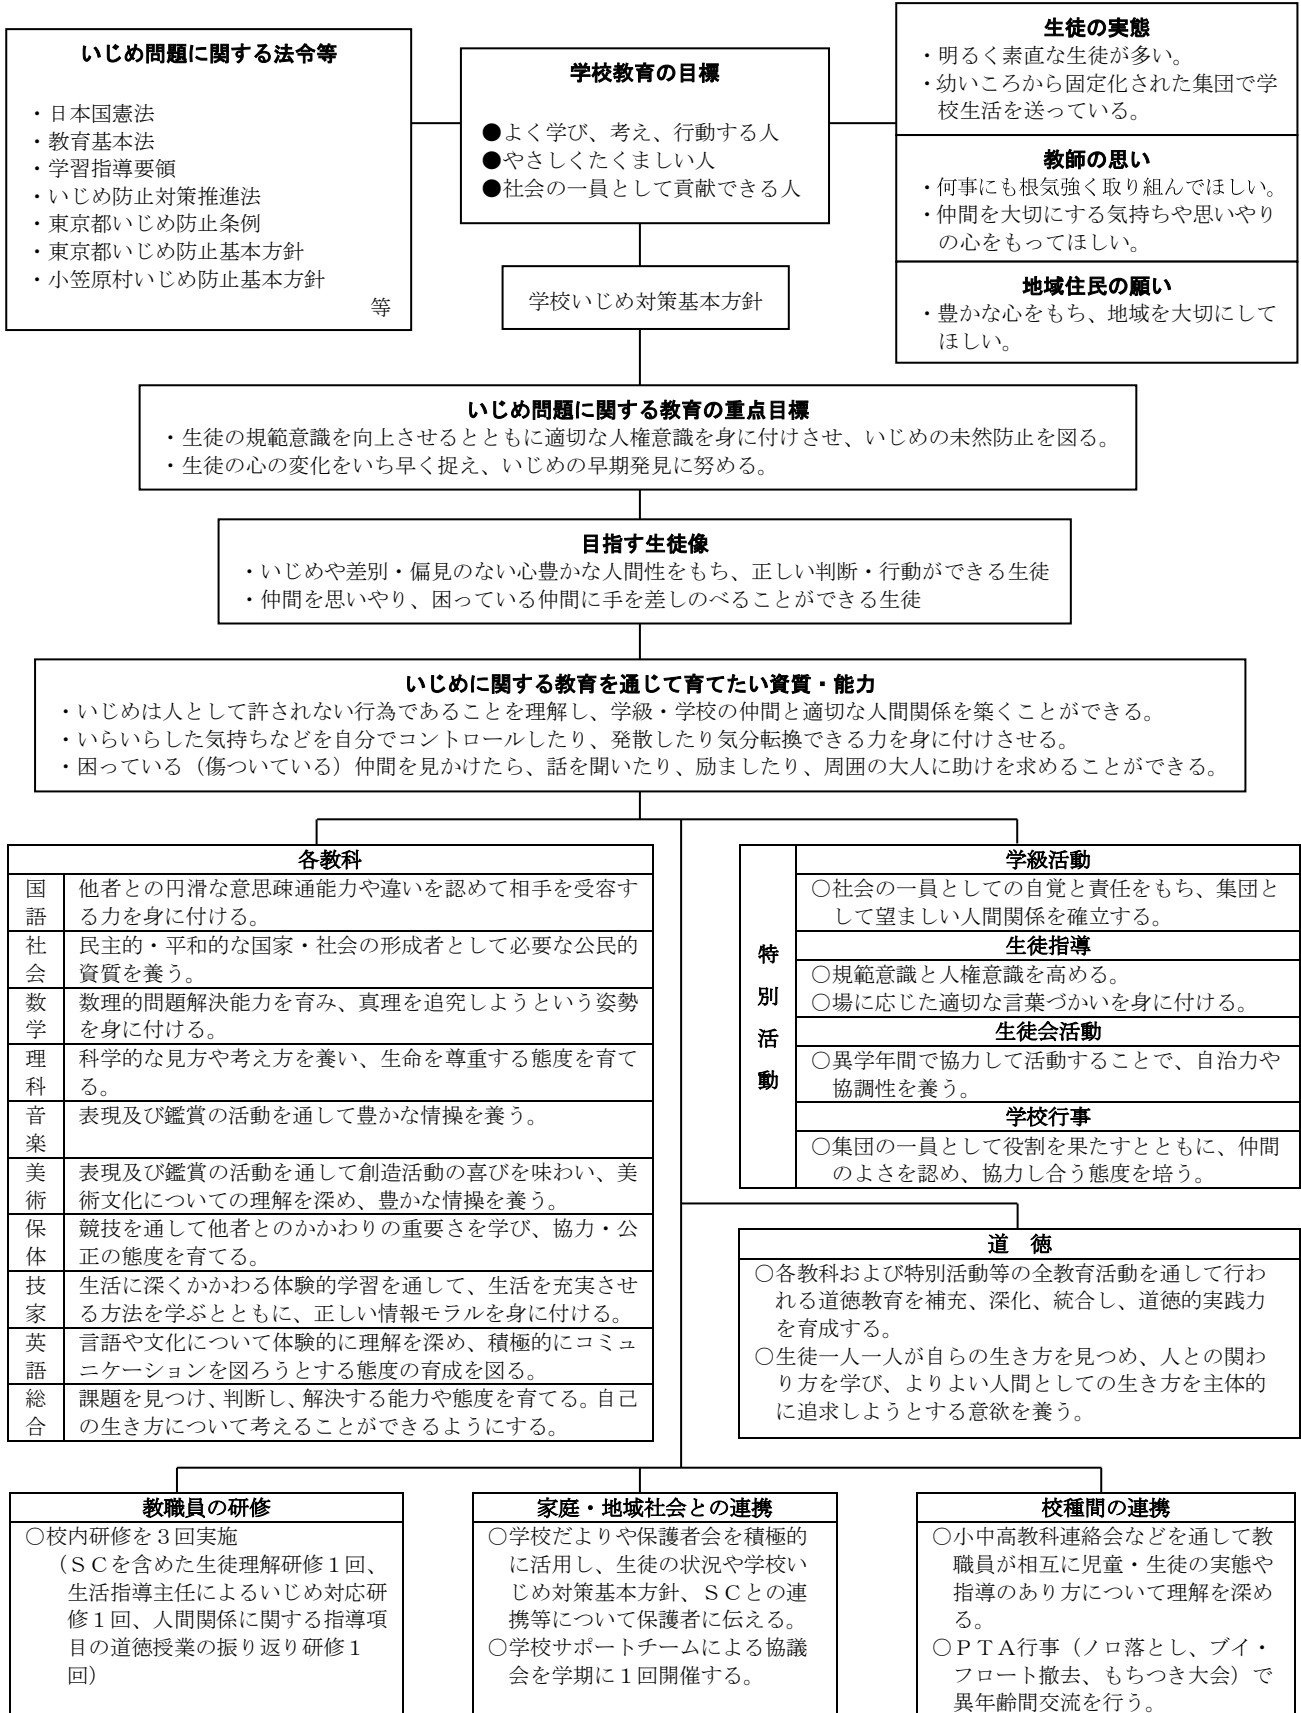 いじめ問題に関する法令等
・日本国憲法
・教育基本法
・学習指導要領
・いじめ防止対策推進法
・東京都いじめ防止条例
・東京都いじめ防止基本方針
・小笠原村いじめ防止基本方針
等
学校教育の目標
●よく学び、考え、行動する人
●やさしくたくましい人
●社会の一員として貢献できる人
生徒の実態
・明るく素直な生徒が多い。
・幼いころから固定化された集団で学
校生活を送っている。
教師の思い
・何事にも根気強く取り組んでほしい。
・仲間を大切にする気持ちや思いやり
の心をもってほしい。
地域住民の願い
・豊かな心をもち、地域を大切にして
ほしい。
学校いじめ対策基本方針
いじめ問題に関する教育の重点目標
・生徒の規範意識を向上させるとともに適切な人権意識を身に付けさせ、いじめの未然防止を図る。
・生徒の心の変化をいち早く捉え、いじめの早期発見に努める。
目指す生徒像
・いじめや差別・偏見のない心豊かな人間性をもち、正しい判断・行動ができる生徒
・仲間を思いやり、困っている仲間に手を差しのべることができる生徒
いじめに関する教育を通じて育てたい資質・能力
・いじめは人として許されない行為であることを理解し、学級・学校の仲間と適切な人間関係を築くことができる。
・いらいらした気持ちなどを自分でコントロールしたり、発散したり気分転換できる力を身に付けさせる。
・困っている（傷ついている）仲間を見かけたら、話を聞いたり、励ましたり、周囲の大人に助けを求めることができる。
各教科
国語
他者との円滑な意思疎通能力や違いを認めて相手を受容す
る力を身に付ける。
社会
民主的・平和的な国家・社会の形成者として必要な公民的
資質を養う。
数学
数理的問題解決能力を育み、真理を追究しようという姿勢
を身に付ける。
理科
科学的な見方や考え方を養い、生命を尊重する態度を育て
る。
音楽
表現及び鑑賞の活動を通して豊かな情操を養う。
美術
表現及び鑑賞の活動を通して創造活動の喜びを味わい、美
術文化についての理解を深め、豊かな情操を養う。
保体
競技を通して他者とのかかわりの重要さを学び、協力・公
正の態度を育てる。
技家
生活に深くかかわる体験的学習を通して、生活を充実させ
る方法を学ぶとともに、正しい情報モラルを身に付ける。
英語
言語や文化について体験的に理解を深め、積極的にコミュ
ニケーションを図ろうとする態度の育成を図る。
総合
課題を見つけ、判断し、解決する能力や態度を育てる。自己
の生き方について考えることができるようにする。
特別活動
学級活動
○社会の一員としての自覚と責任をもち、集団と
して望ましい人間関係を確立する。
生徒指導
○規範意識と人権意識を高める。
○場に応じた適切な言葉づかいを身に付ける。
生徒会活動
○異学年間で協力して活動することで、自治力や
協調性を養う。
学校行事
○集団の一員として役割を果たすとともに、仲間
のよさを認め、協力し合う態度を培う。
道　徳
○各教科および特別活動等の全教育活動を通して行わ
れる道徳教育を補充、深化、統合し、道徳的実践力
を育成する。
○生徒一人一人が自らの生き方を見つめ、人との関わ
り方を学び、よりよい人間としての生き方を主体的
に追求しようとする意欲を養う。
教職員の研修
○校内研修を３回実施
（ＳＣを含めた生徒理解研修１回、
生活指導主任によるいじめ対応研
修１回、人間関係に関する指導項
目の道徳授業の振り返り研修１
回）
家庭・地域社会との連携
○学校だよりや保護者会を積極的
に活用し、生徒の状況や学校い
じめ対策基本方針、ＳＣとの連
携等について保護者に伝える。
○学校サポートチームによる協議
会を学期に１回開催する。
校種間の連携
○小中高教科連絡会などを通して教
職員が相互に児童・生徒の実態や
指導のあり方について理解を深め
る。
○ＰＴＡ行事（ノロ落とし、ブイ・
フロート撤去、もちつき大会）で
異年齢間交流を行う。